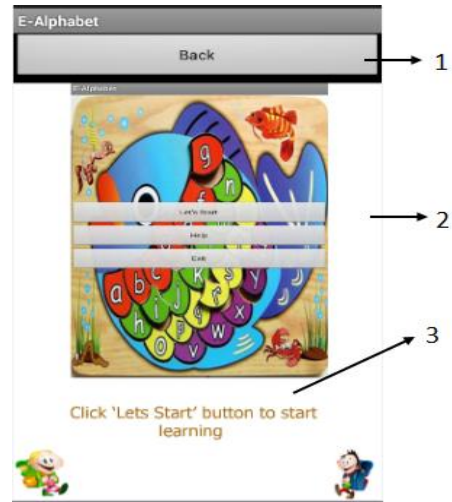 E-Alphabet
Back
1
E-Alphabet
Let's Start
2
Help
Exit
g
f n
a b c k s y
h i j r
o p q x
v w
3
Click 'Lets Start' button to start
learning